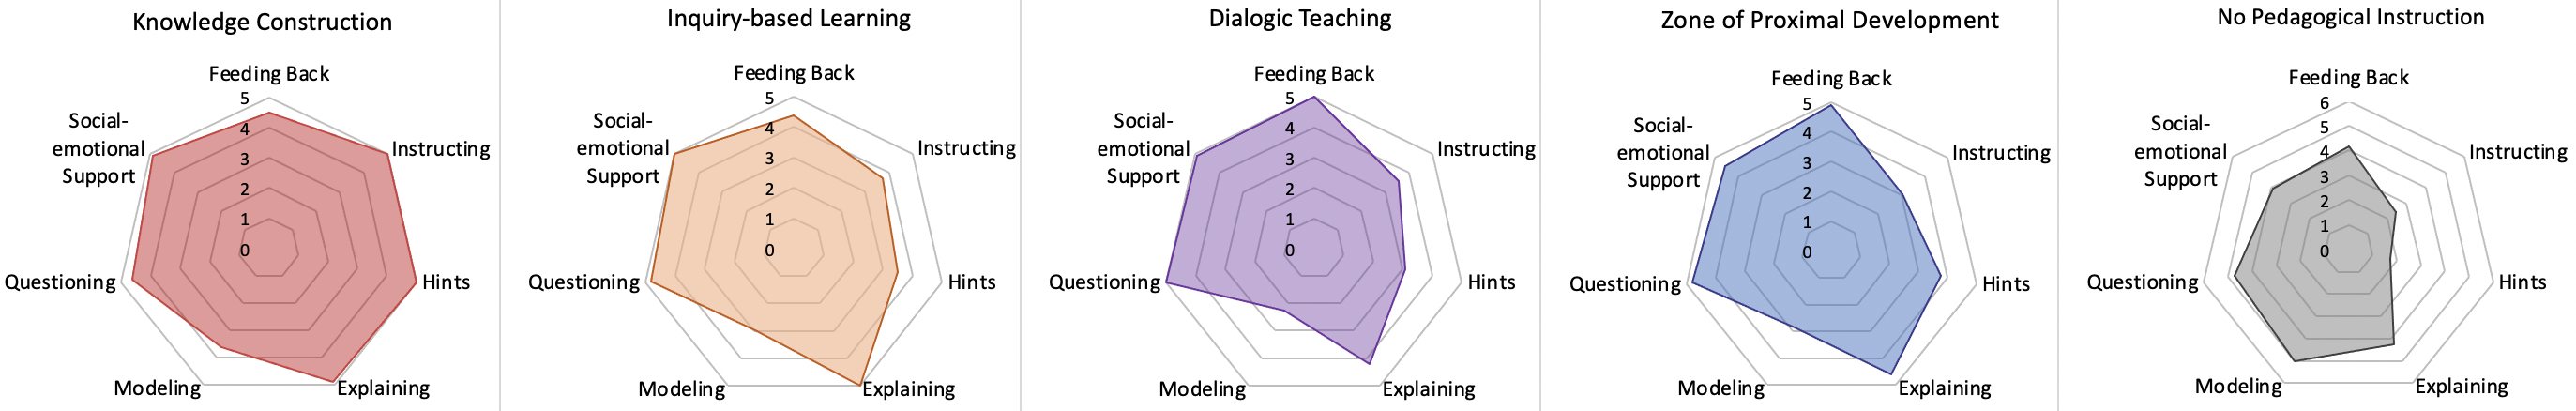 Knowledge Construction
Feeding Back
5
Social-
emotional
Support
4
Instructing
3
2
1
0
Questioning
Hints
Modeling
Explaining
Inquiry-based Learning
Feeding Back
5
Social-
emotional
Support
4
Instructing
3
2
1
0
Questioning
Hints
Modeling
Explaining
Dialogic Teaching
Feeding Back
5
Social-
emotional
Support
4
Instructing
3
2
1
0
Questioning
Hints
Modeling
Explaining
Zone of Proximal Development
Feeding Back
5
Social-
emotional
Support
4
Instructing
3
2
1
0
Questioning
Hints
Modeling
Explaining
No Pedagogical Instruction
Feeding Back
6
Social-
emotional
Support
5
4
Instructing
3
2
1
0
Questioning
Hints
Modeling
Explaining